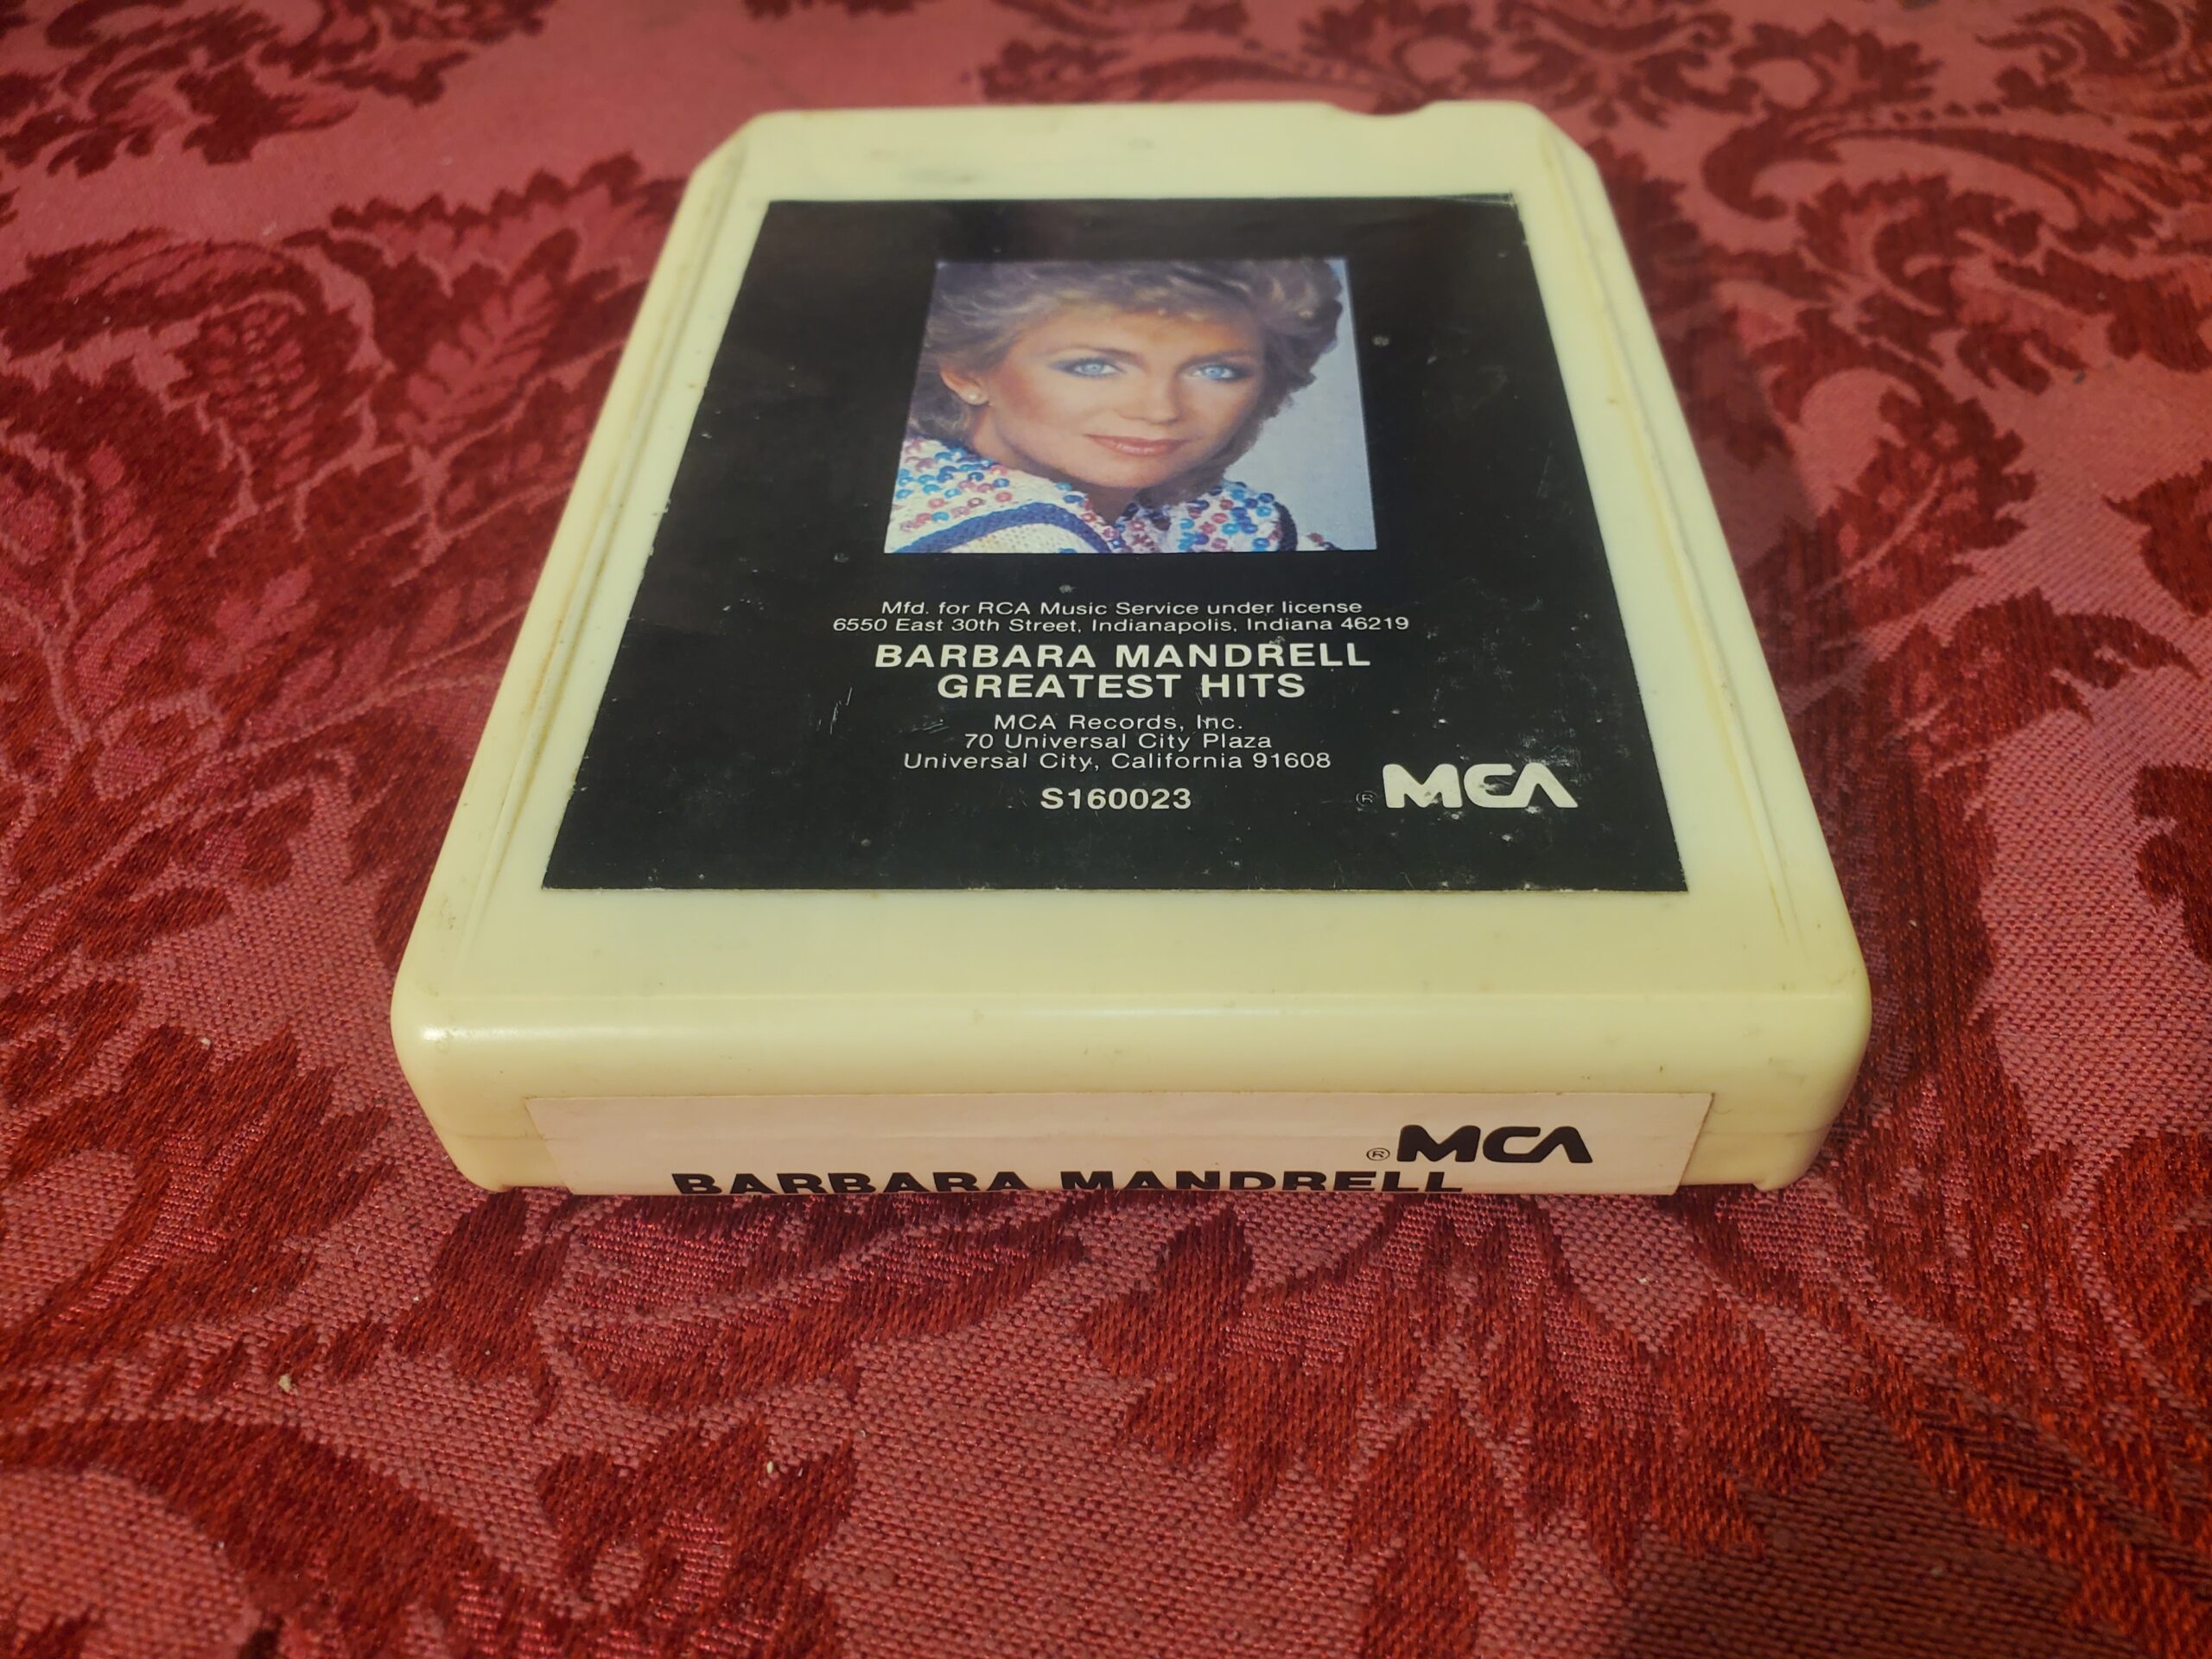 Mfd. for RCA Music Service under license
6550 East 30th Street, Indianapolis, Indiana 46219
BARBARA MANDRELL
GREATEST HITS
MCA Records, Inc.
70 Universal City Plaza
Universal City, California 91608
S160023
® MCA
® MCA
BARBARA MANDRELL